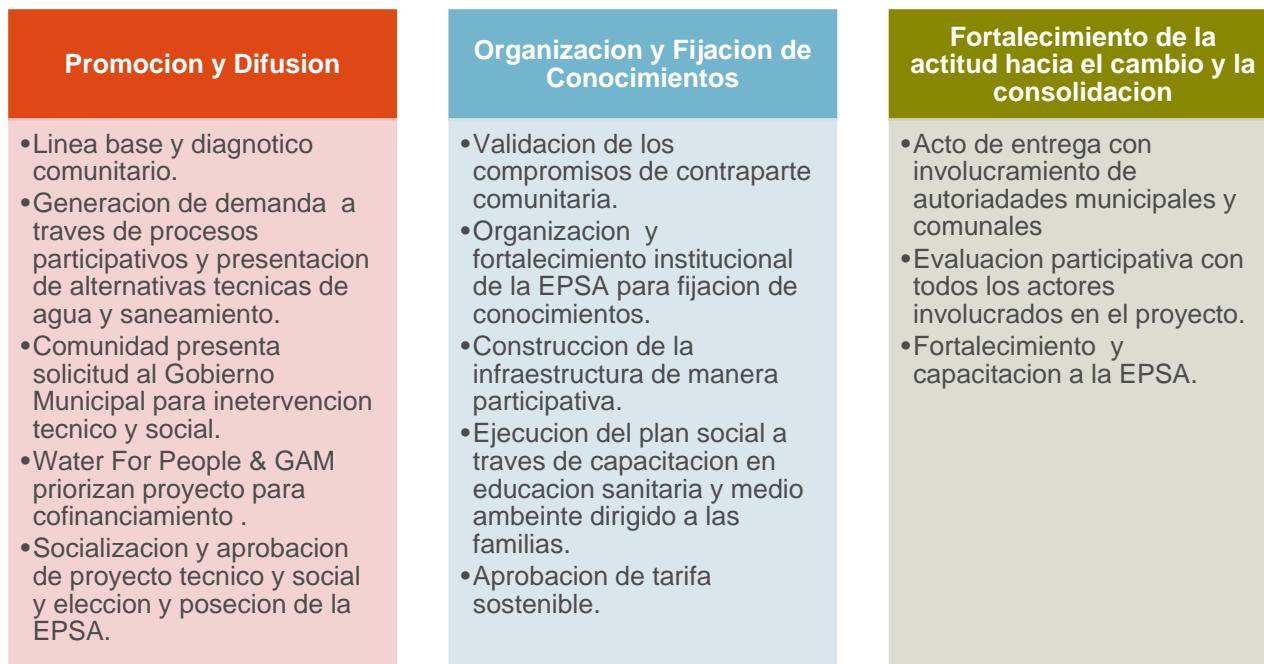 Promocion y Difusion
•Linea base y diagnotico
comunitario.
•Generacion de demanda a
traves de procesos
participativos y presentacion
de alternativas tecnicas de
agua y saneamiento.
•Comunidad presenta
solicitud al Gobierno
Municipal para inetervencion
tecnico y social.
•Water For People & GAM
priorizan proyecto para
cofinanciamiento .
•Socializacion y aprobacion
de proyecto tecnico y social
y eleccion y posecion de la
EPSA.
Organizacion y Fijacion de
Conocimientos
•Validacion de los
compromisos de contraparte
comunitaria.
•Organizacion y
fortalecimiento institucional
de la EPSA para fijacion de
conocimientos.
•Construccion de la
infraestructura de manera
participativa.
•Ejecucion del plan social a
traves de capacitacion en
educacion sanitaria y medio
ambeinte dirigido a las
familias.
•Aprobacion de tarifa
sostenible.
Fortalecimiento de la
actitud hacia el cambio y la
consolidacion
•Acto de entrega con
involucramiento de
autoriadades municipales y
comunales
•Evaluacion participativa con
todos los actores
involucrados en el proyecto.
•Fortalecimiento y
capacitacion a la EPSA.